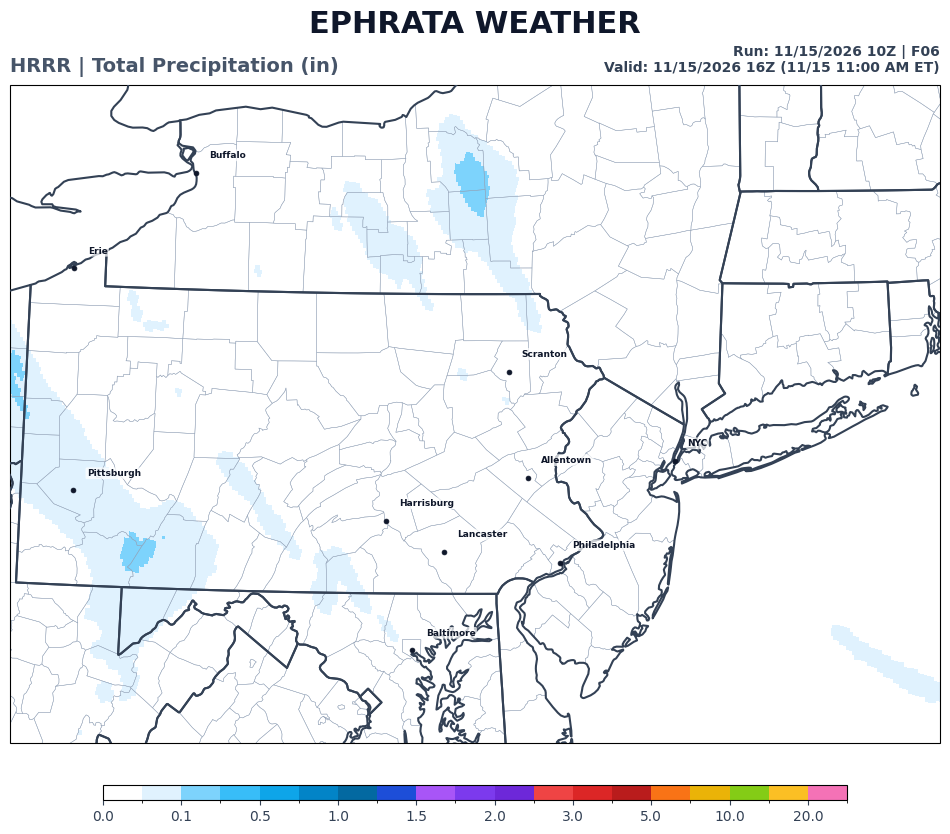 EPHRATA WEATHER
HRRR | Total Precipitation (in)
Run: 11/15/2026 10Z | F06
Valid: 11/15/2026 16Z (11/15 11:00 AM ET)
Buffalo
Erie
Scranton
NYC
Allentown
Pittsburgh
Harrisburg
Lancaster
Philadelphia
Baltimore
0.0 0.1 0.5 1.0 1.5 2.0 3.0 5.0 10.0 20.0